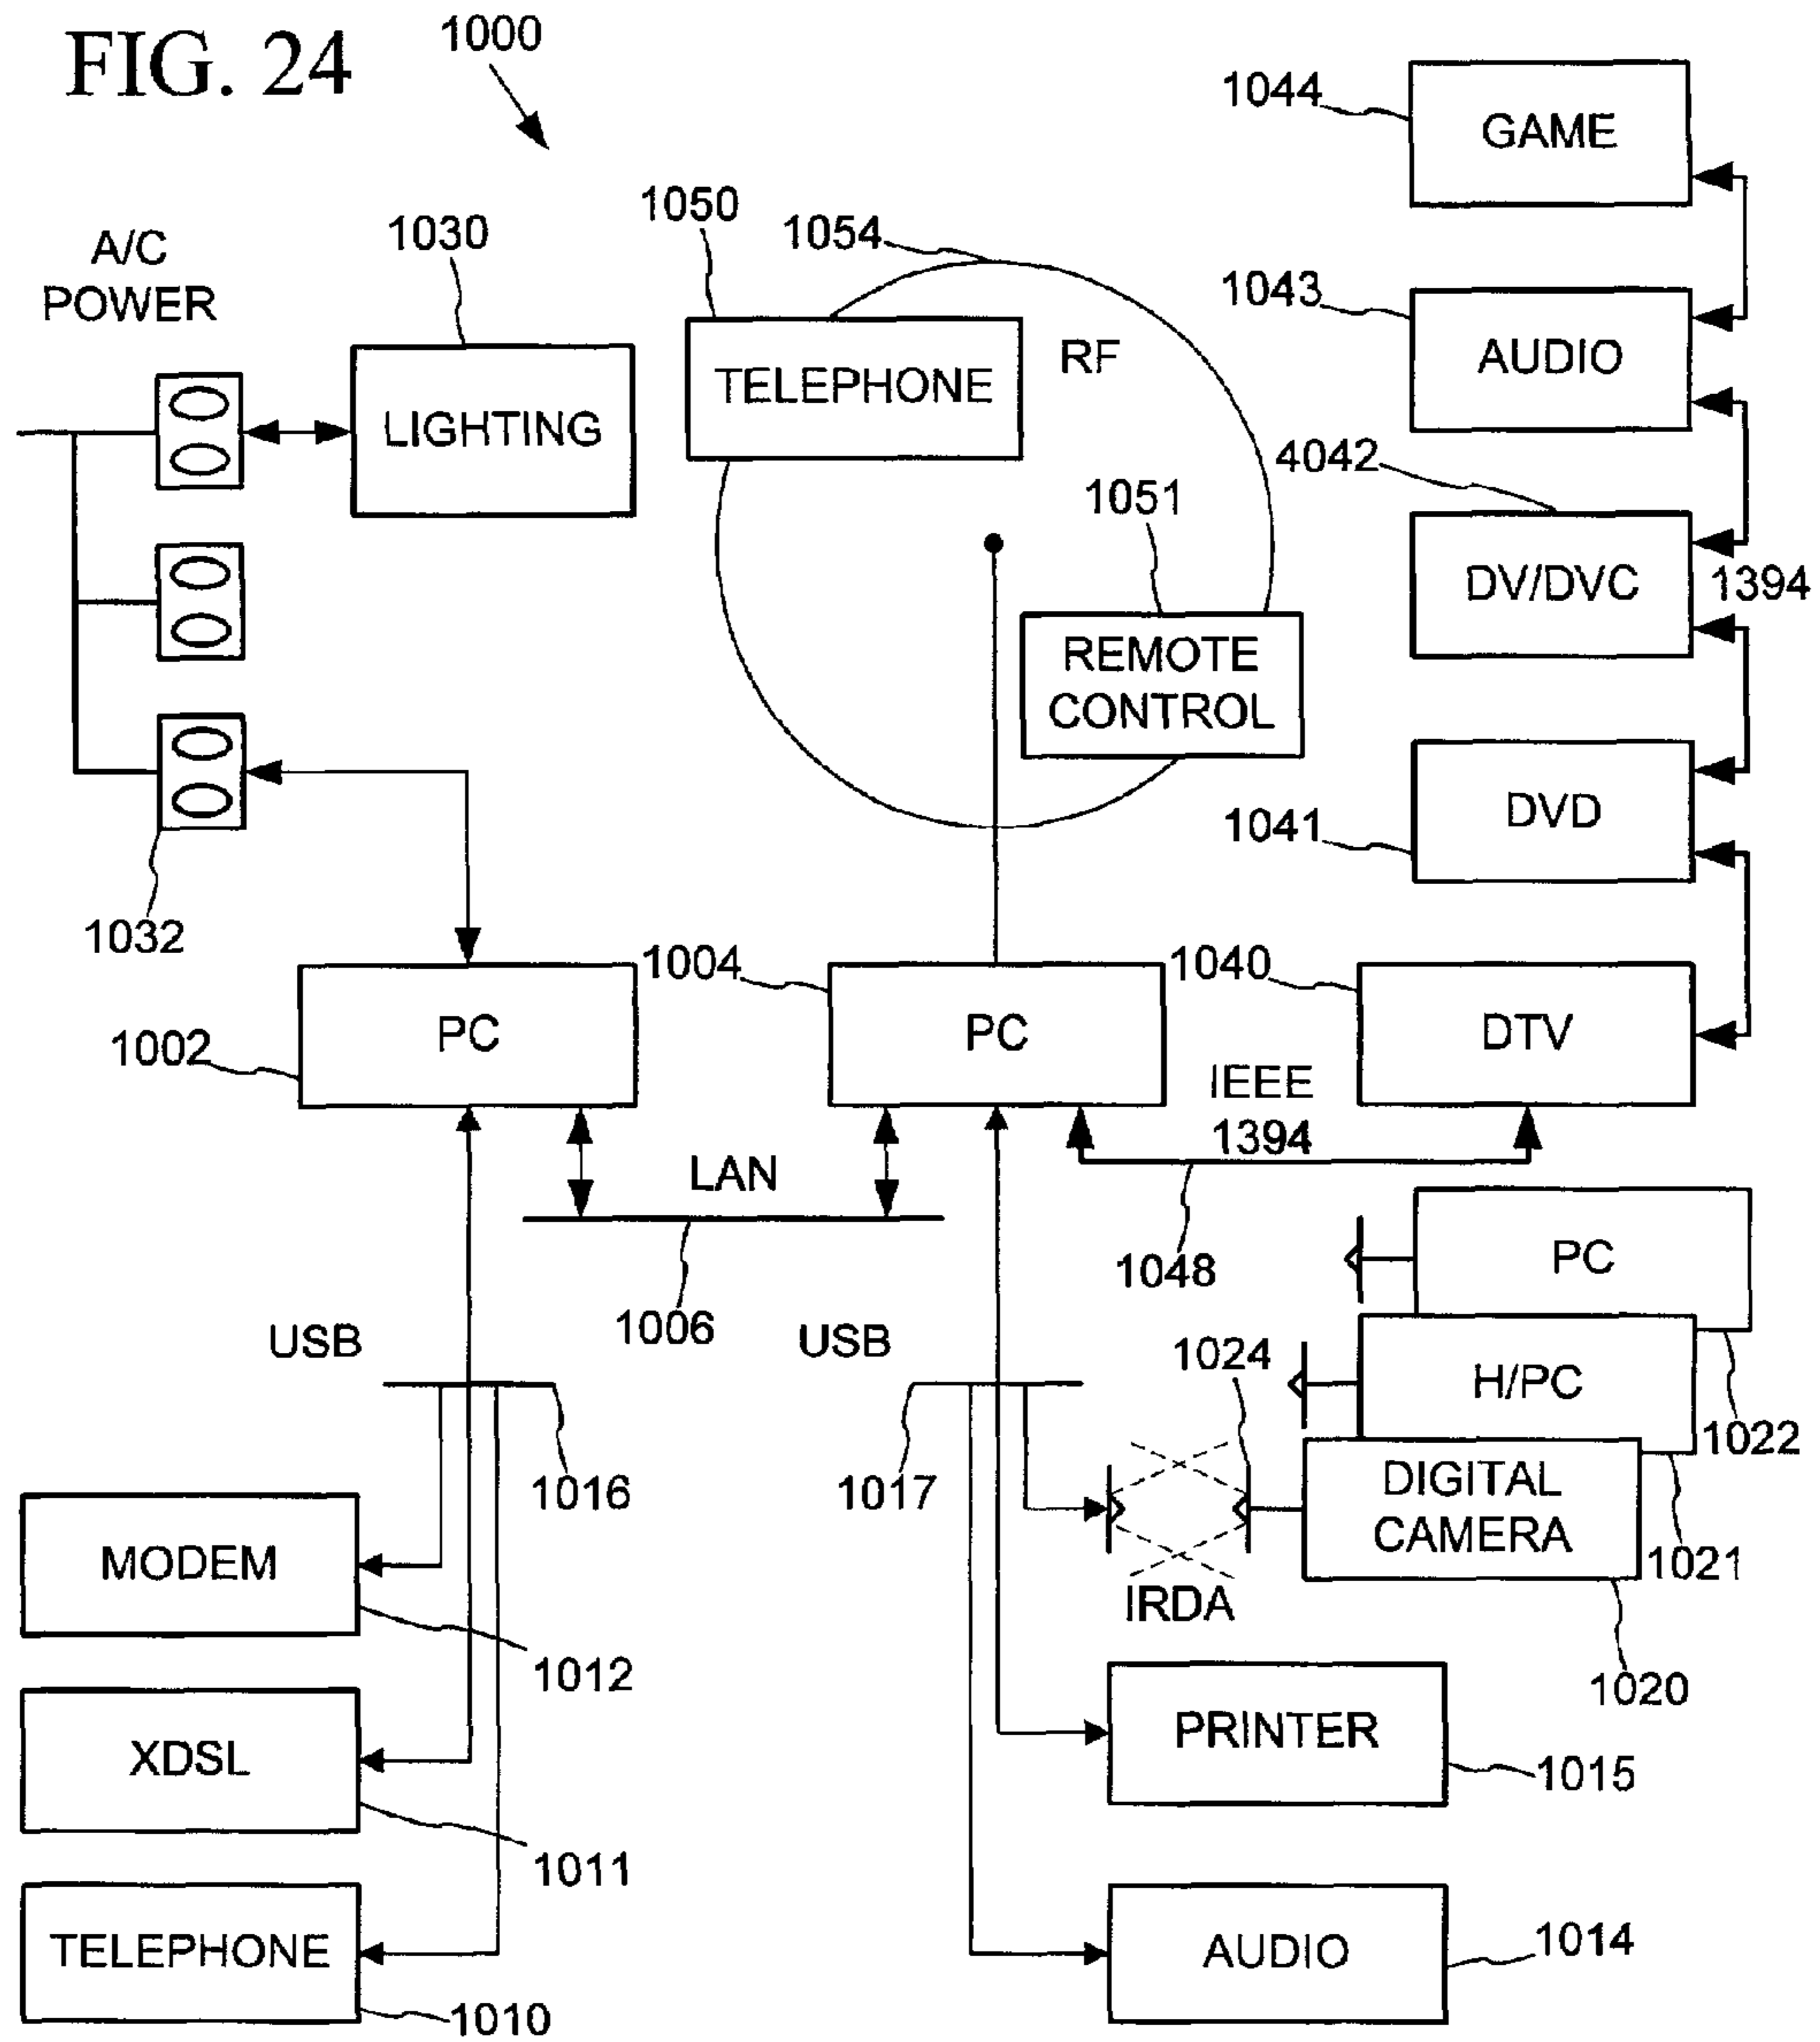 FIG. 24
1000
1044
GAME
A/C
POWER
1030
1050
1054
1043
AUDIO
LIGHTING
TELEPHONE
RF
4042
1051
DV/DVC
1394
REMOTE
CONTROL
1041
DVD
1032
1004
1040
1002
PC
PC
DTV
IEEE
1394
LAN
1048
PC
1006
USB
USB
1024
H/PC
1022
1016
1017
DIGITAL
CAMERA
1021
MODEM
IRDA
1012
1020
XDSL
PRINTER
1015
1011
TELEPHONE
AUDIO
1014
1010